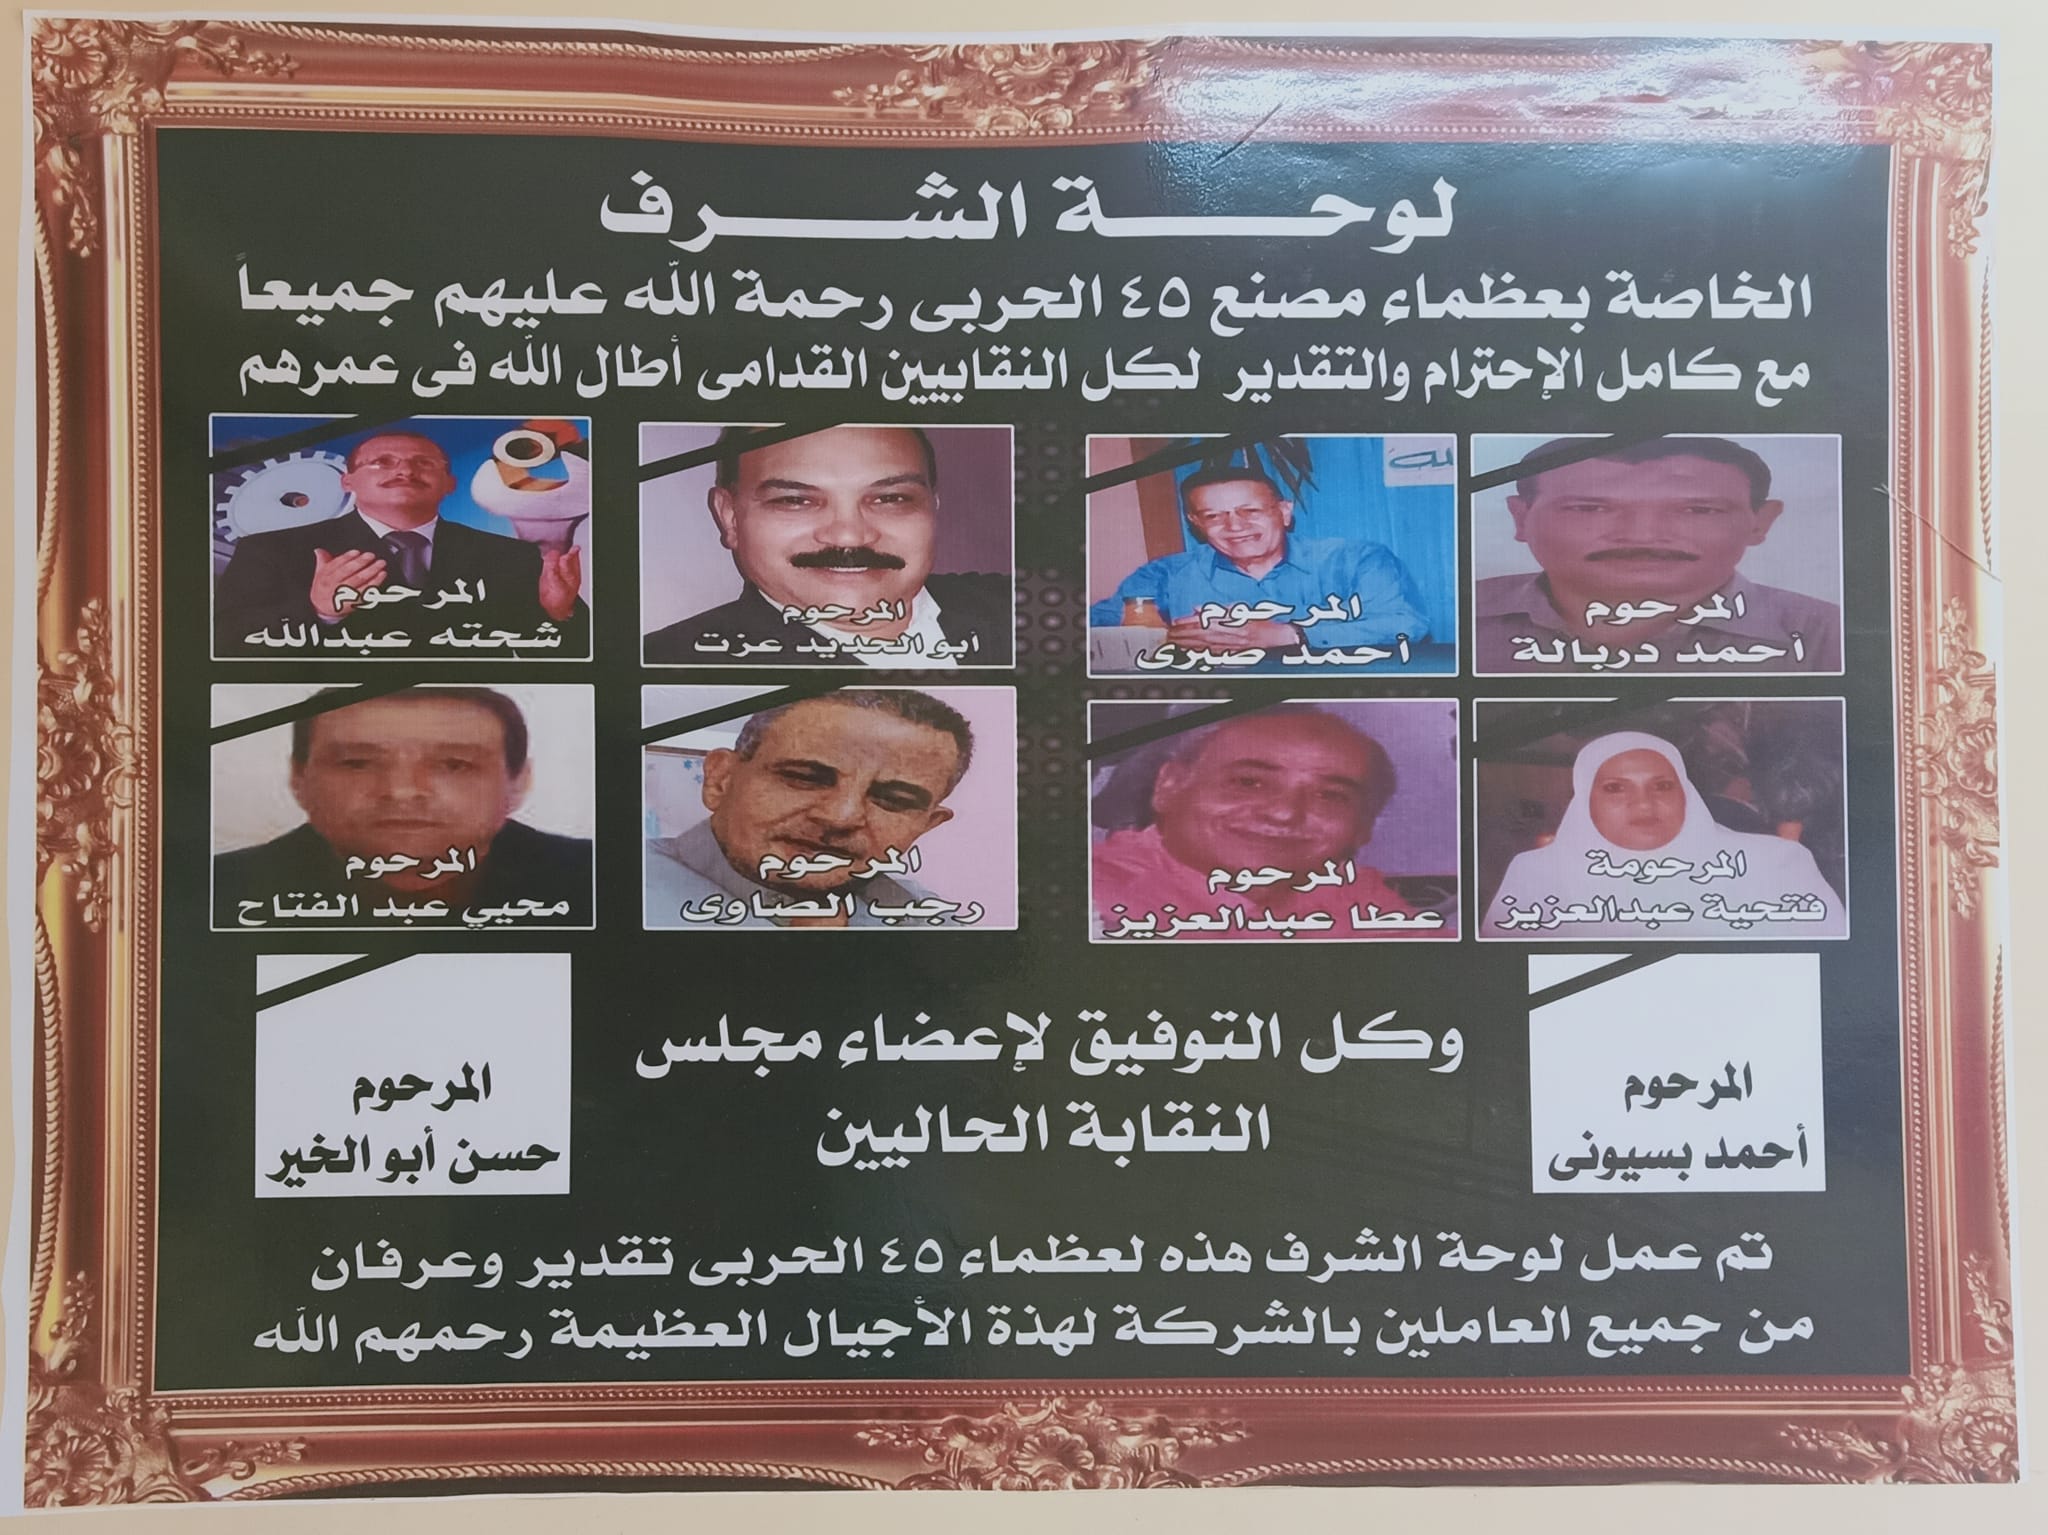 لوحة الشرف
الخاصة بعظماء مصنع ٤٥ الحربى رحمة الله عليهم جميعاً
مع كامل الإحترام والتقدير لكل النقابيين القدامى أطال الله فى عمرهم
المرحوم
أحمد دربالة
المرحوم
أحمد صبرى
المرحوم
أبو الحديد عزت
المرحوم
شحته عبدالله
المرحومة
فتحية عبدالعزيز
المرحوم
عطا عبدالعزيز
المرحوم
رجب الصاوى
المرحوم
محيي عبد الفتاح
المرحوم
أحمد بسيونى
وكل التوفيق لإعضاء مجلس
النقابة الحاليين
المرحوم
حسن أبو الخير
تم عمل لوحة الشرف هذه لعظماء ٤٥ الحربى تقدير وعرفان
من جميع العاملين بالشركة لهذة الأجيال العظيمة رحمهم الله